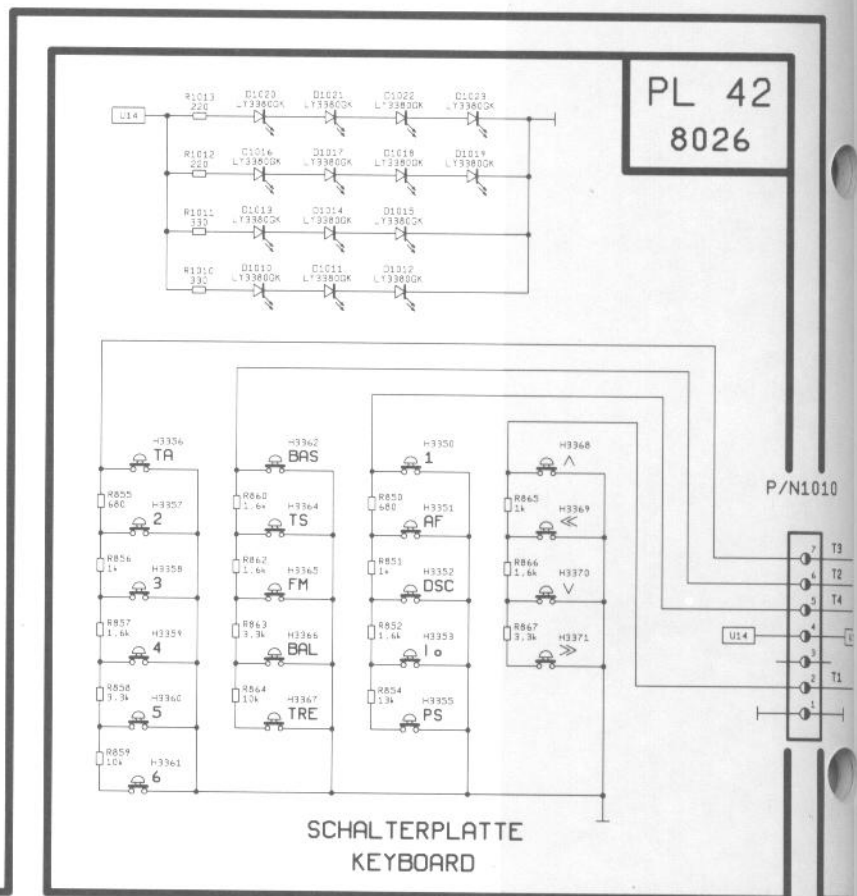 PL 42
8026
R1013 D1020 D1021 D1022 D1023
220 LY3380GK LY3380GK LY3380GK LY3380GK
U14
R1012 D1016 D1017 D1018 D1019
220 LY3380GK LY3380GK LY3380GK LY3380GK
R1011 D1013 D1014 D1015
330 LY3380GK LY3380GK LY3380GK
R1010 D1010 D1011 D1012
330 LY3380GK LY3380GK LY3380GK
H3356 H3362 H3350 H3368
TA BAS 1 ∧
R855 R860 R850 R865
680 1.6k 680 1k
H3357 H3364 H3351 H3369
2 TS AF ≪
R856 R862 R851 R866
1k 1.6k 1k 1.6k
H3358 H3365 H3352 H3370
3 FM DSC ∨
R857 R863 R852 R867
1.6k 3.3k 1.6k 3.3k
H3359 H3366 H3353 H3371
4 BAL lo ≫
R858 R864 R854
3.3k 10k 13k
H3360 H3367 H3355
5 TRE PS
R859
10k
H3361
6
P/N1010
7 T3
6 T2
5 T4
U14 4
3
2 T1
1
SCHALTERPLATTE
KEYBOARD